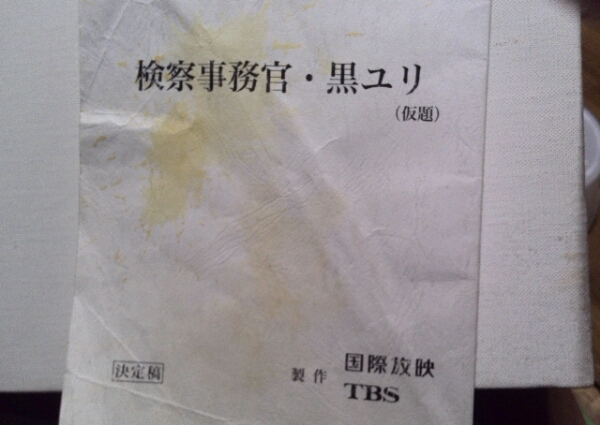 検察事務官・黒ユリ
(仮題)
決定稿
製作 国際放映
TBS